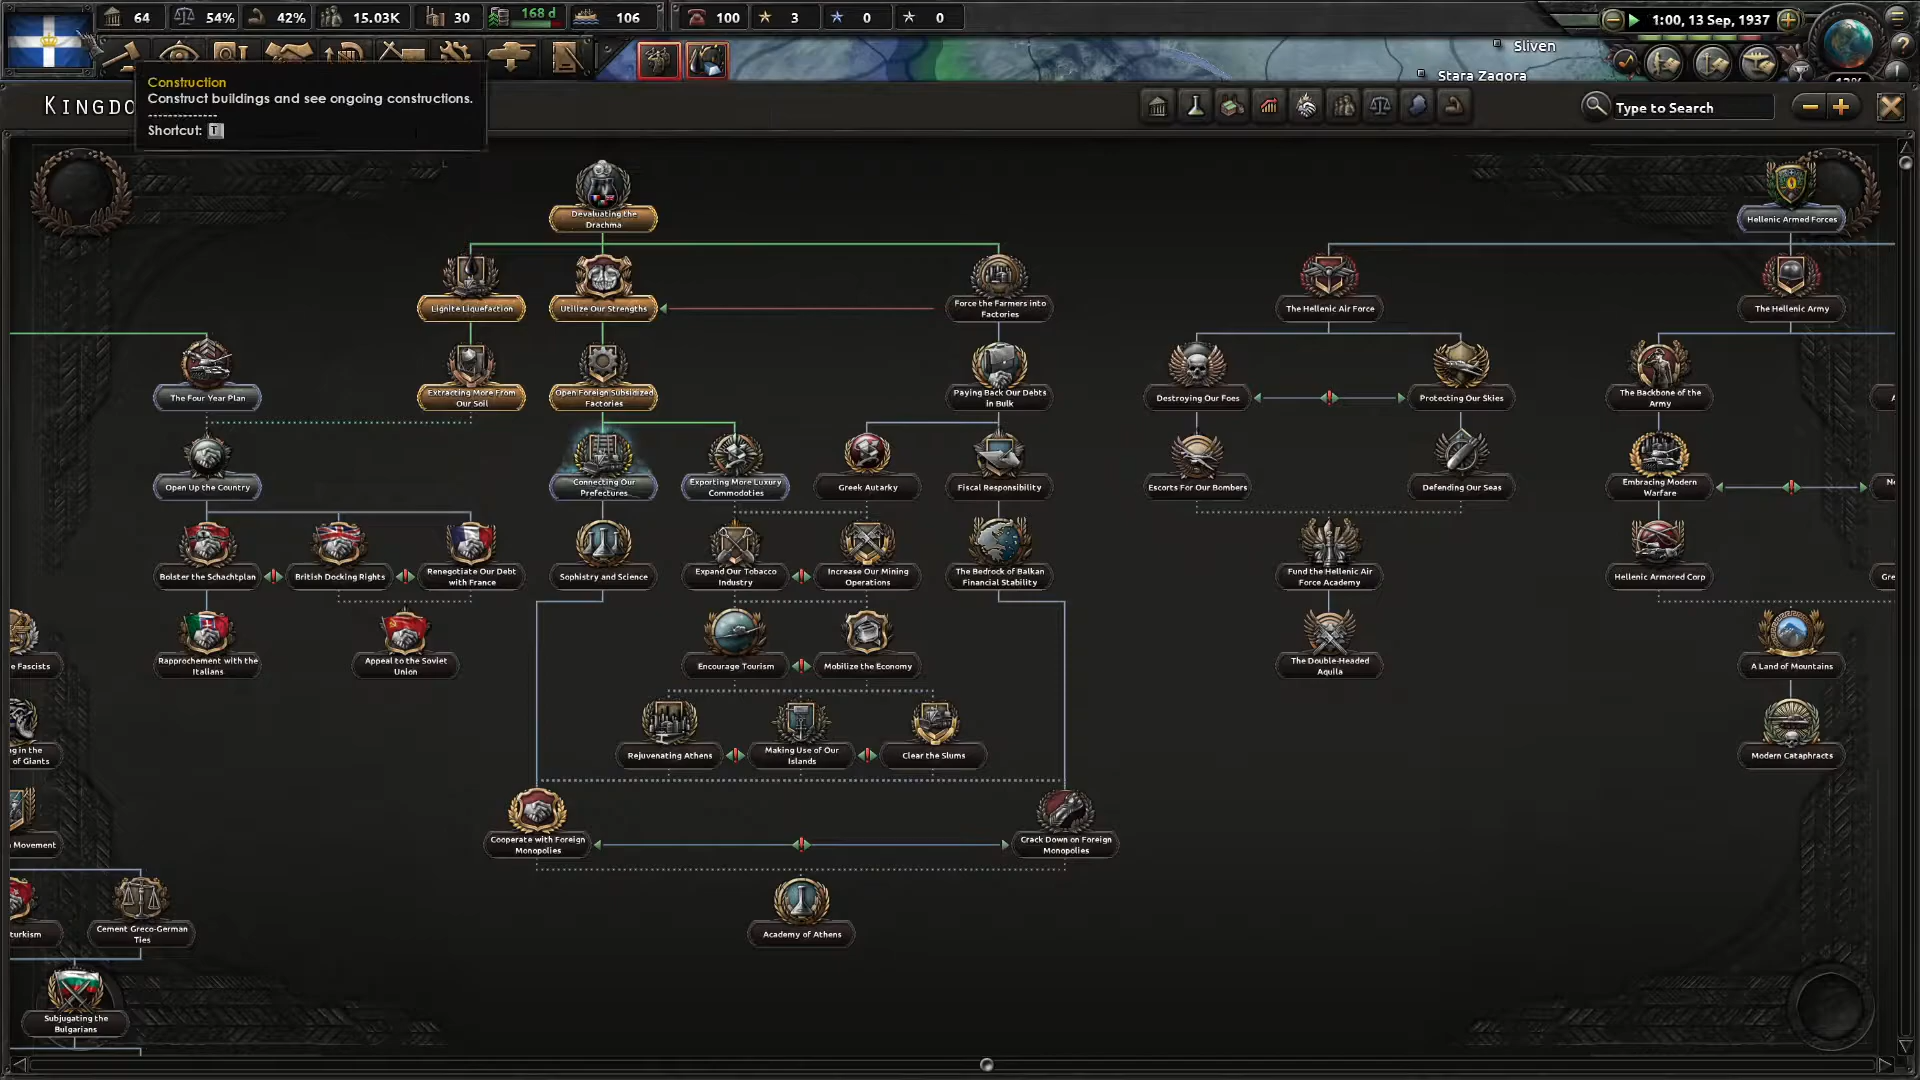 64
54%
42%
15.03K
30
168 d
106
100
3
0
0
1:00, 13 Sep, 1937
Sliven
Stara Zagora
Construction
Construct buildings and see ongoing constructions.
--------------
Shortcut: T
Type to Search
Devaluating the
Drachma
Hellenic Armed Forces
Lignite Liquefaction
Utilize Our Strengths
Force the Farmers into
Factories
The Hellenic Air Force
The Hellenic Army
The Four Year Plan
Extracting More From
Our Soil
Open Foreign Subsidized
Factories
Paying Back Our Debts
in Bulk
Destroying Our Foes
Protecting Our Skies
The Backbone of the
Army
Open Up the Country
Connecting Our
Prefectures
Exporting More Luxury
Commodities
Greek Autarky
Fiscal Responsibility
Escorts For Our Bombers
Defending Our Seas
Embracing Modern
Warfare
Bolster the Schachtplan
British Docking Rights
Renegotiate Our Debt
with France
Sophistry and Science
Expand Our Tobacco
Industry
Increase Our Mining
Operations
The Bedrock of Balkan
Financial Stability
Fund the Hellenic Air
Force Academy
Hellenic Armored Corp
e Fascists
Rapprochement with the
Italians
Appeal to the Soviet
Union
Encourage Tourism
Mobilize the Economy
The Double-Headed
Aquila
A Land of Mountains
g in the
of Giants
Rejuvenating Athens
Making Use of Our
Islands
Clear the Slums
Modern Cataphracts
Movement
Cooperate with Foreign
Monopolies
Crack Down on Foreign
Monopolies
turkism
Cement Greco-German
Ties
Academy of Athens
Subjugating the
Bulgarians